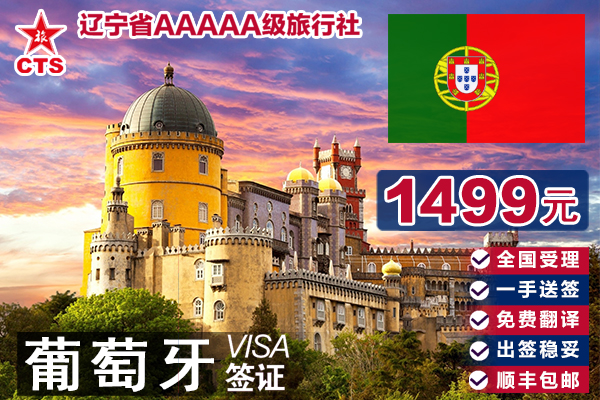 旅
CTS
辽宁省AAAAA级旅行社
1499元
全国受理
一手送签
免费翻译
出签稳妥
顺丰包邮
葡萄牙
VISA
签证